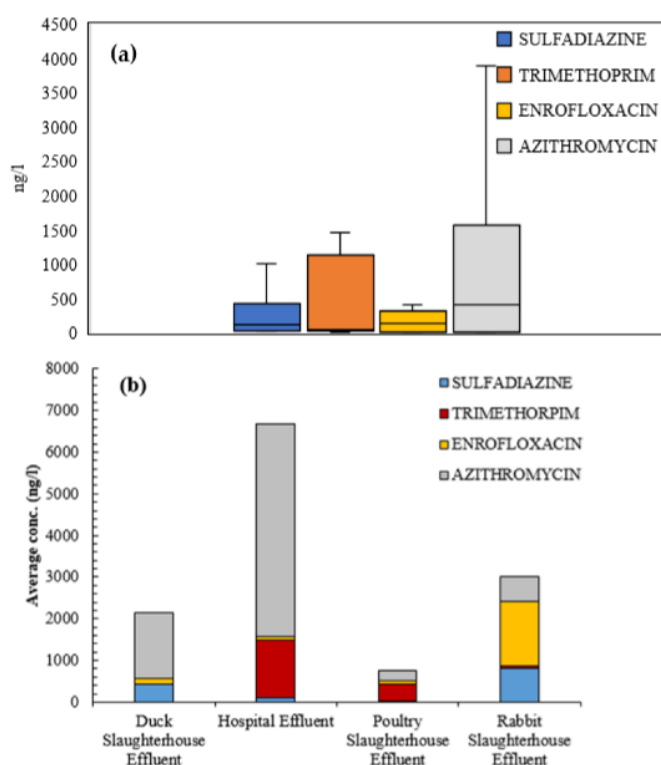 (a)
SULFADIAZINE
TRIMETHOPRIM
ENROFLOXACIN
AZITHROMYCIN
ng/l
4500
4000
3500
3000
2500
2000
1500
1000
500
0
(b)
SULFADIAZINE
TRIMETHORPIM
ENROFLOXACIN
AZITHROMYCIN
Average conc. (ng/l)
8000
7000
6000
5000
4000
3000
2000
1000
0
Duck
Slaughterhouse
Effluent
Hospital Effluent
Poultry
Slaughterhouse
Effluent
Rabbit
Slaughterhouse
Effluent